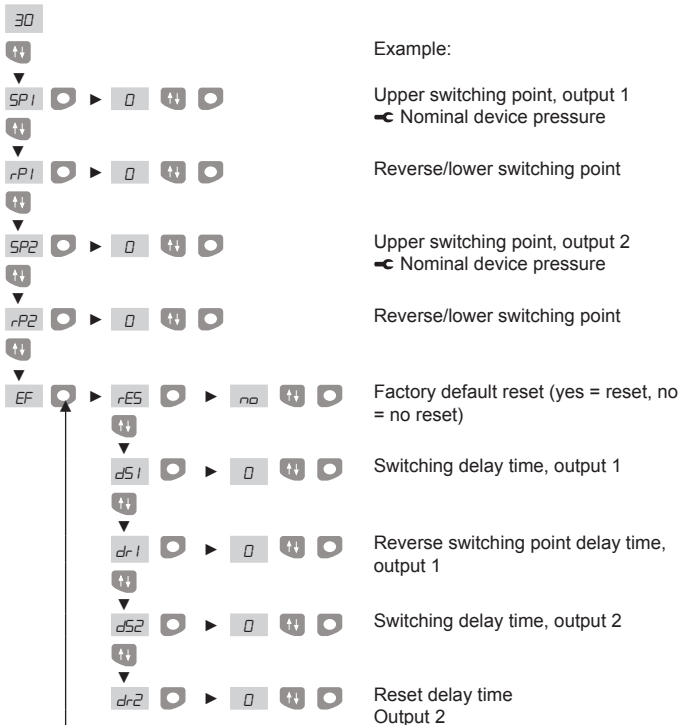 30
Example:
SP1 0 Upper switching point, output 1
Nominal device pressure
rP1 0 Reverse/lower switching point
SP2 0 Upper switching point, output 2
Nominal device pressure
rP2 0 Reverse/lower switching point
EF rES no Factory default reset (yes = reset, no
= no reset)
dS1 0 Switching delay time, output 1
dr1 0 Reverse switching point delay time,
output 1
dS2 0 Switching delay time, output 2
dr2 0 Reset delay time
Output 2